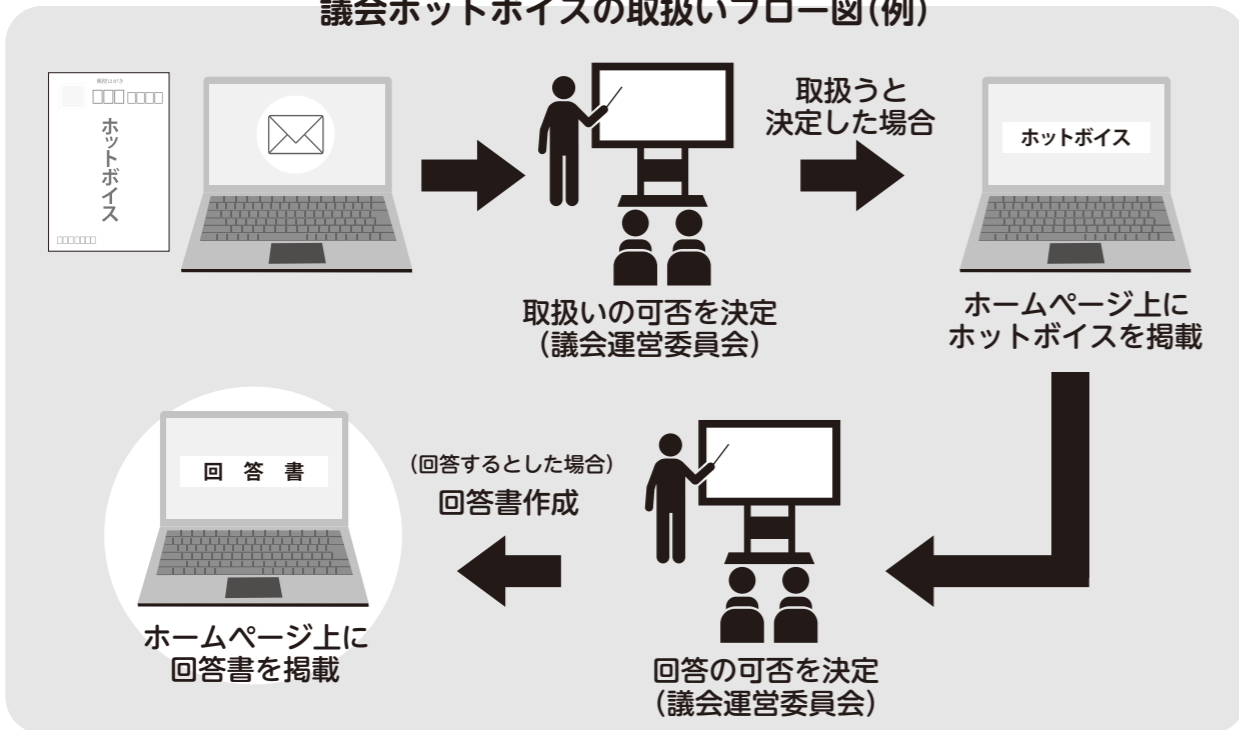 議会ホットボイスの取扱いフロー図(例)
郵便はがき
ホットボイス
取扱うと
決定した場合
ホットボイス
取扱いの可否を決定
(議会運営委員会)
ホームページ上に
ホットボイスを掲載
回答書
(回答するとした場合)
回答書作成
ホームページ上に
回答書を掲載
回答の可否を決定
(議会運営委員会)